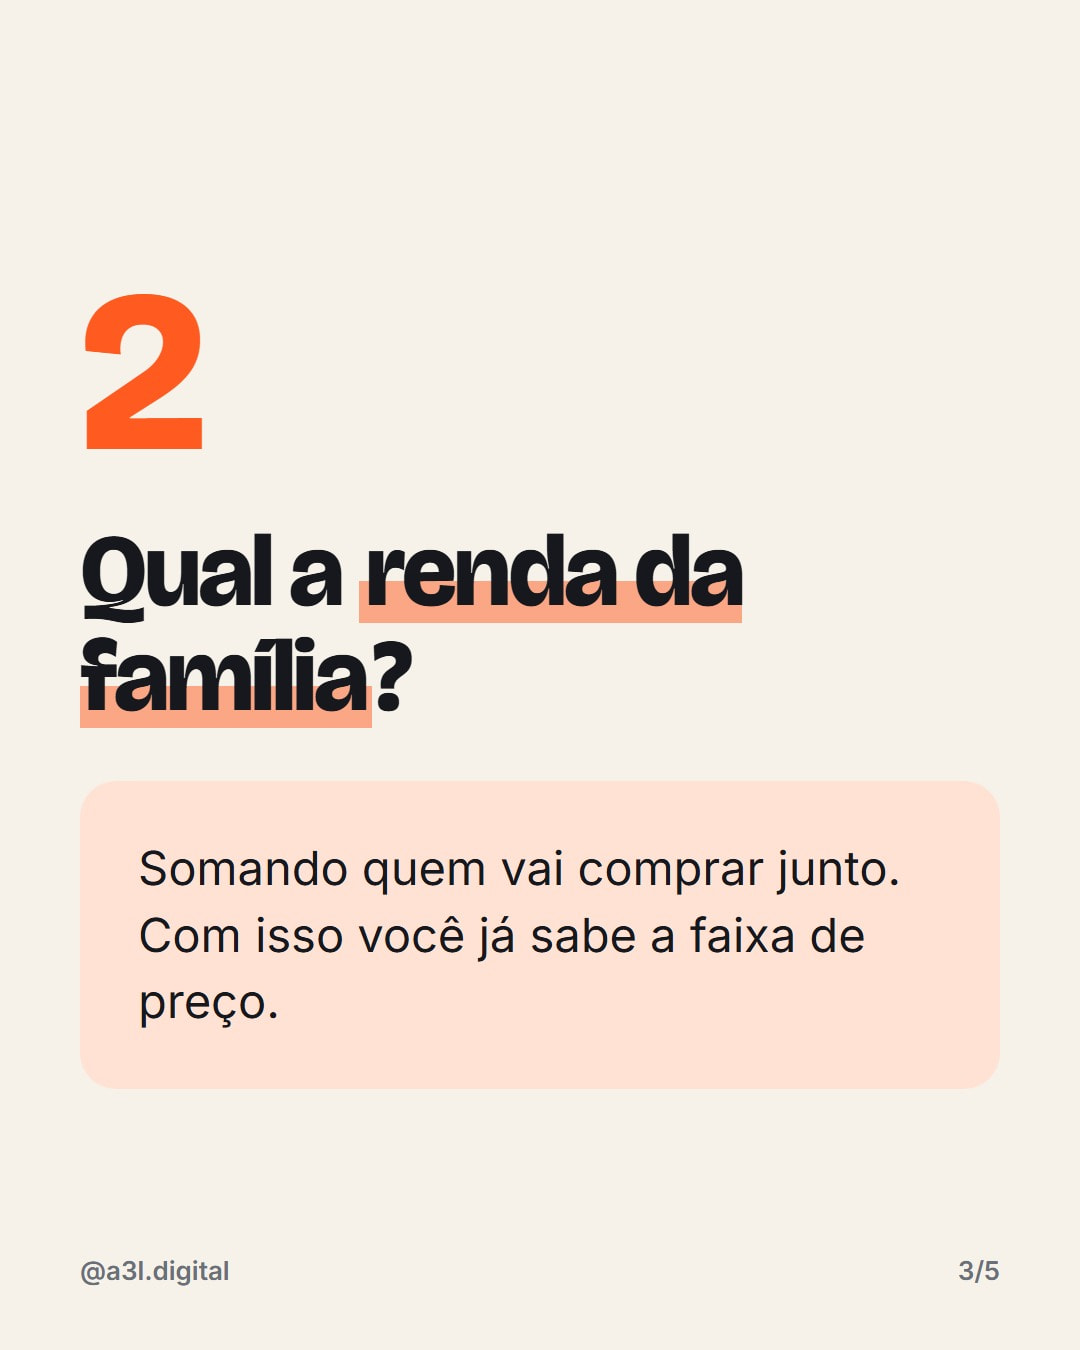 2
Qual a renda da
família?
Somando quem vai comprar junto.
Com isso você já sabe a faixa de
preço.
@a3l.digital
3/5